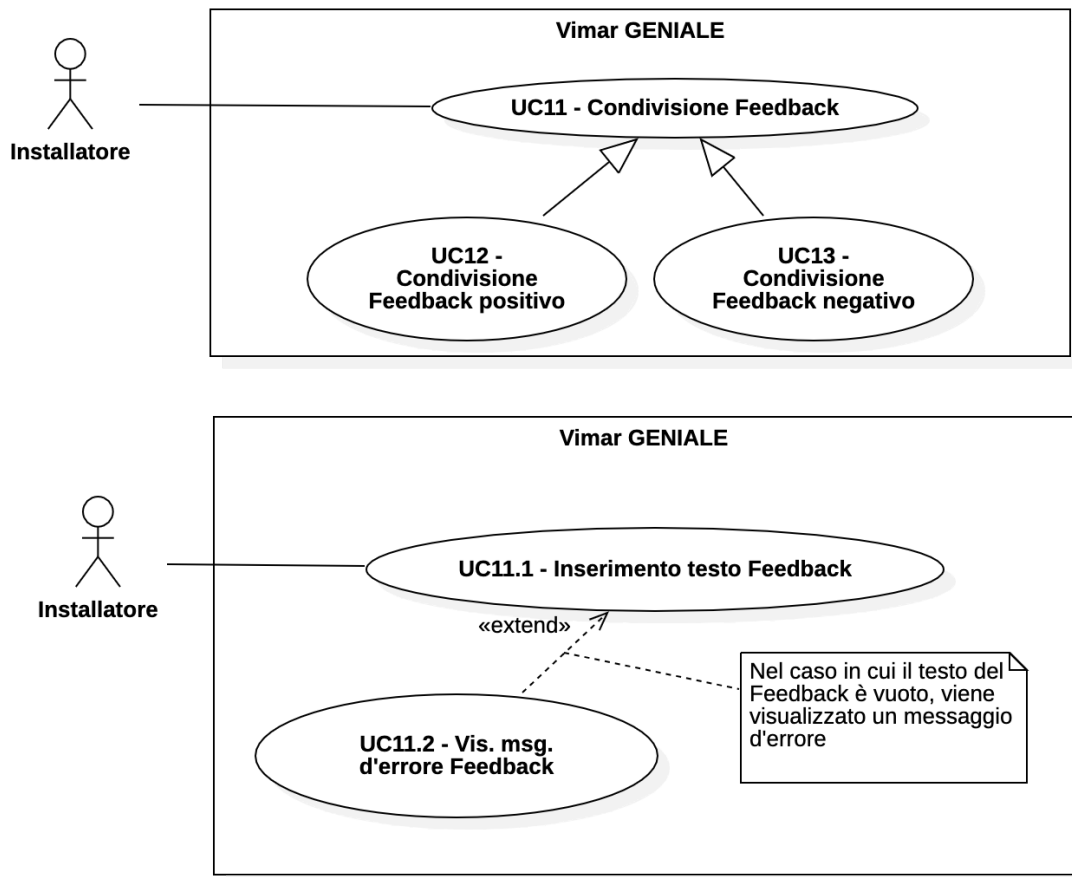 Vimar GENIALE
UC11 - Condivisione Feedback
Installatore
UC12 -
Condivisione
Feedback positivo
UC13 -
Condivisione
Feedback negativo
Vimar GENIALE
UC11.1 - Inserimento testo Feedback
Installatore
«extend»
Nel caso in cui il testo del
Feedback è vuoto, viene
visualizzato un messaggio
d'errore
UC11.2 - Vis. msg.
d'errore Feedback